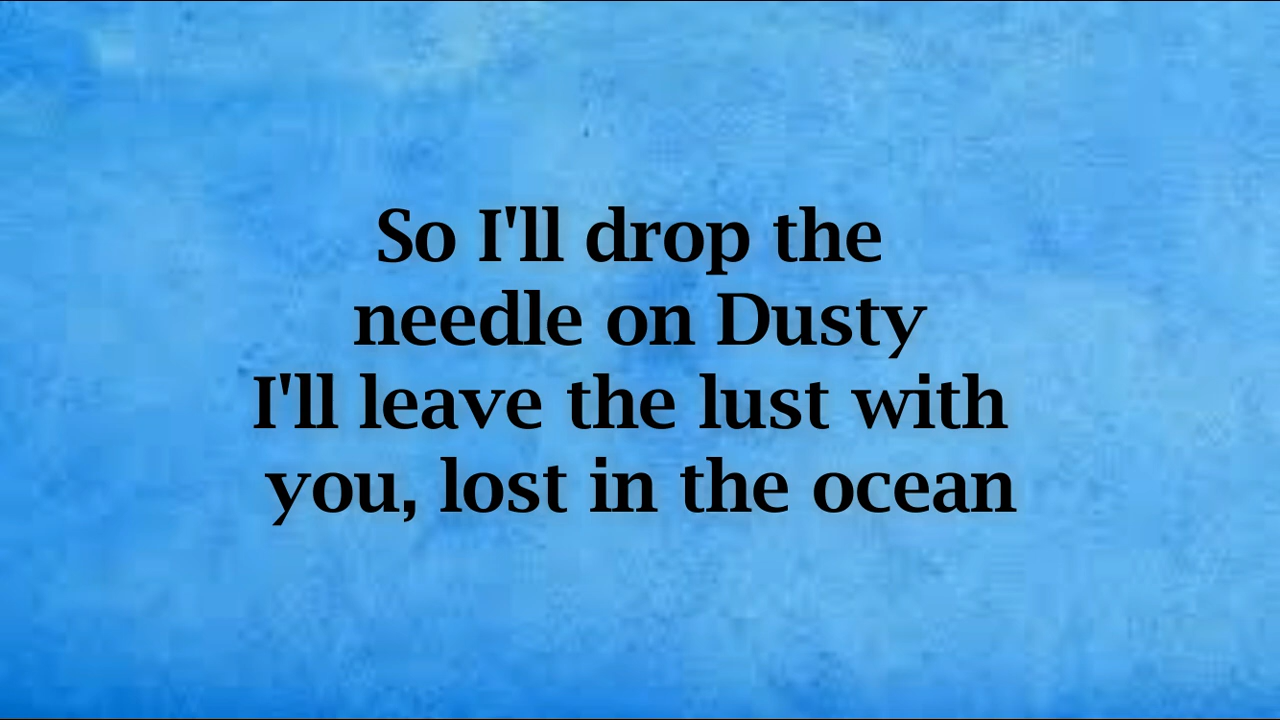 So I'll drop the
needle on Dusty
I'll leave the lust with
you, lost in the ocean